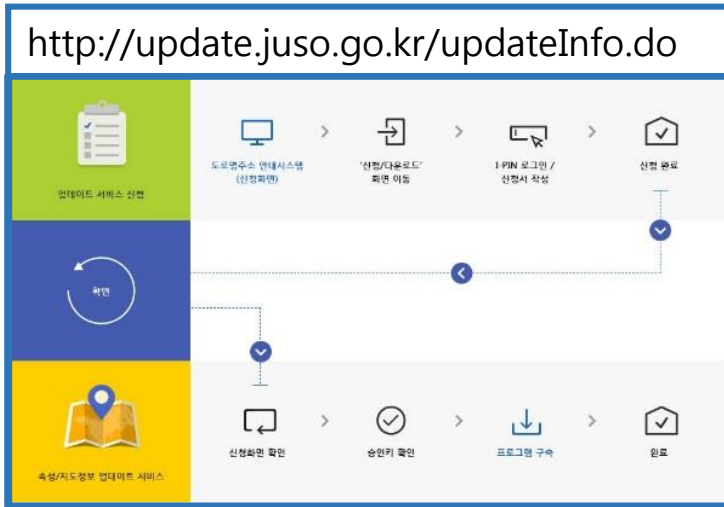 http://update.juso.go.kr/updateInfo.do
업데이트 서비스 신청
도로명주소 안내시스템
(신청화면)
'신청/다운로드'
화면 이동
I-PIN 로그인 /
신청서 작성
신청 완료
확인
속성/지도정보 업데이트 서비스
신청화면 확인
승인키 확인
프로그램 구축
완료